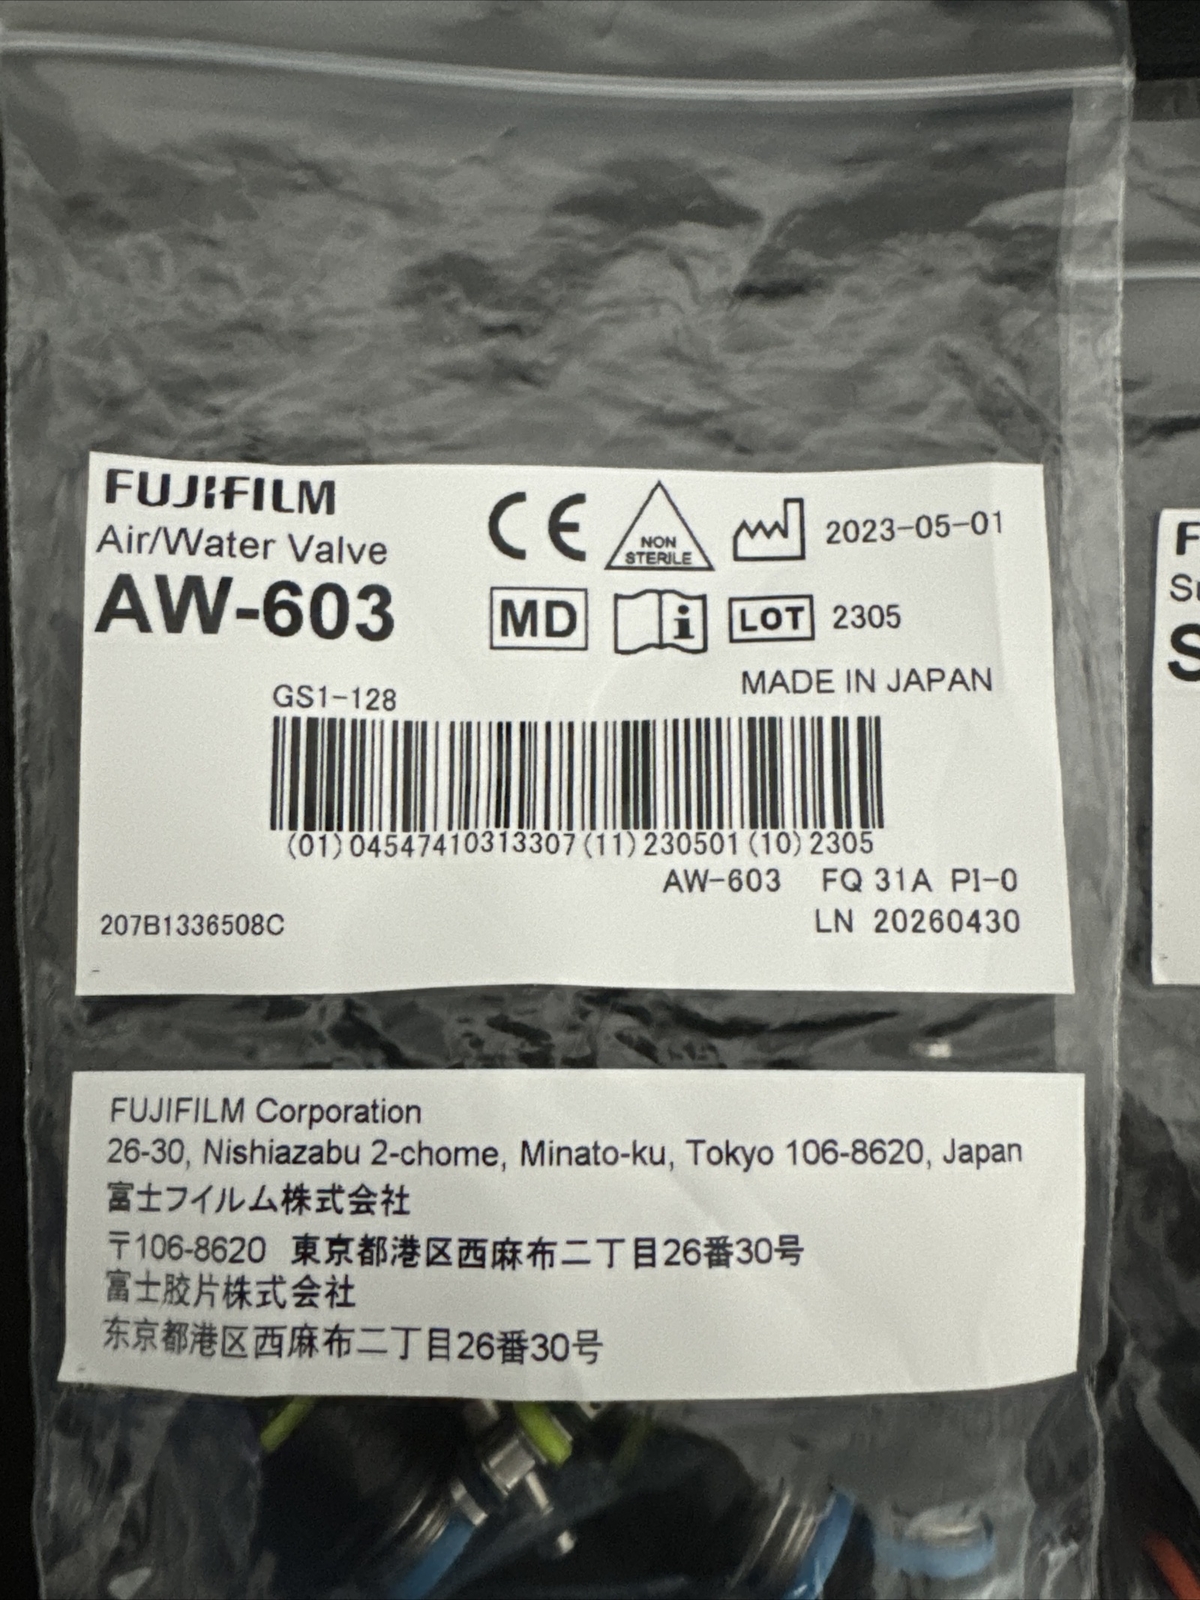 FUJIFILM
Air/Water Valve
AW-603
CE
NON
STERILE
2023-05-01
MD
i
LOT 2305
MADE IN JAPAN
GS1-128
(01)04547410313307(11)230501(10)2305
AW-603 FQ 31A PI-0
207B1336508C
LN 20260430
FUJIFILM Corporation
26-30, Nishiazabu 2-chome, Minato-ku, Tokyo 106-8620, Japan
富士フイルム株式会社
〒106-8620 東京都港区西麻布二丁目26番30号
富士胶片株式会社
东京都港区西麻布二丁目26番30号